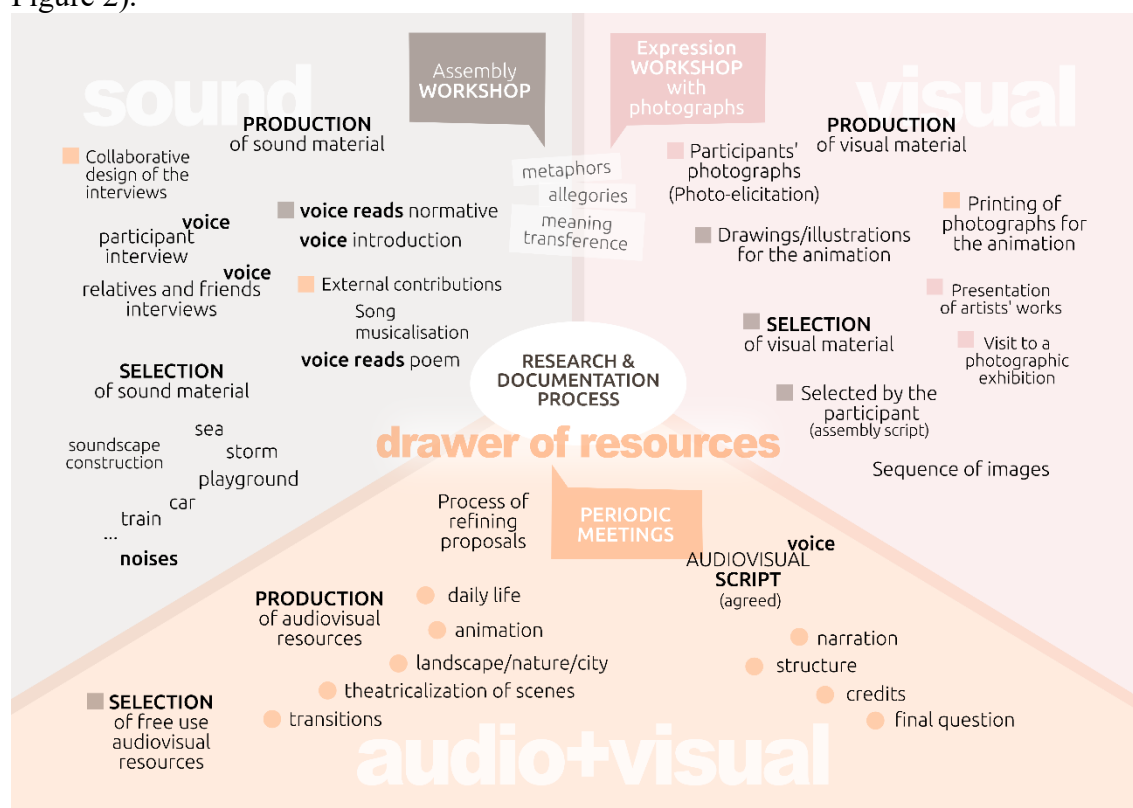 Figure 2).
sound
visual
Assembly
WORKSHOP
Expression
WORKSHOP
with
photographs
metaphors
allegories
meaning
transference
PRODUCTION
of sound material
Collaborative
design of the
interviews
voice
participant
interview
voice
relatives and friends
interviews
voice reads normative
voice introduction
External contributions
Song
musicalisation
voice reads poem
SELECTION
of sound material
soundscape
construction
sea
storm
playground
car
train
...
noises
PRODUCTION
of visual material
Participants'
photographs
(Photo-elicitation)
Drawings/illustrations
for the animation
Printing of
photographs for
the animation
Presentation
of artists' works
Visit to a
photographic
exhibition
SELECTION
of visual material
Selected by the
participant
(assembly script)
Sequence of images
RESEARCH &
DOCUMENTATION
PROCESS
drawer of resources
Process of
refining
proposals
PERIODIC
MEETINGS
voice
AUDIOVISUAL
SCRIPT
(agreed)
narration
structure
credits
final question
PRODUCTION
of audiovisual
resources
daily life
animation
landscape/nature/city
theatricalization of scenes
transitions
SELECTION
of free use
audiovisual
resources
audio+visual